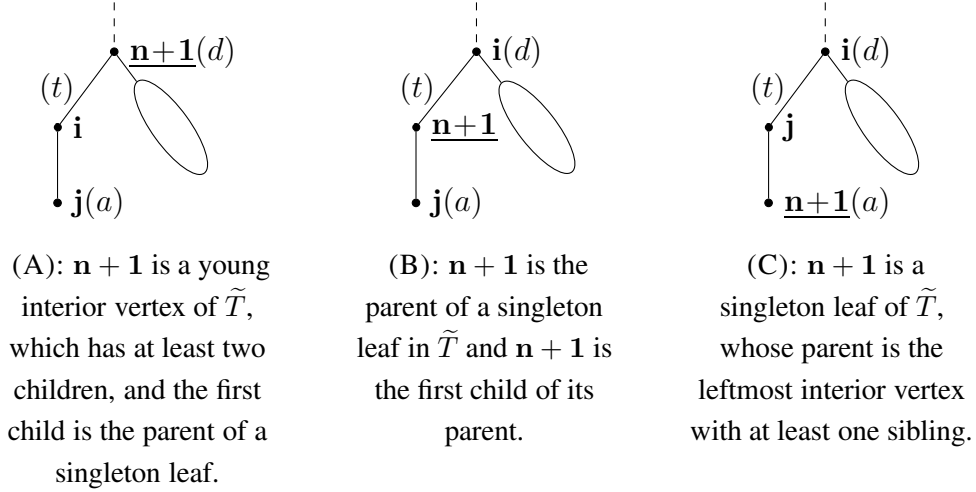 n+1(d)
(t)
i
j(a)
i(d)
(t)
n+1
j(a)
i(d)
(t)
j
n+1(a)
(A): n + 1 is a young
interior vertex of T̃,
which has at least two
children, and the first
child is the parent of a
singleton leaf.
(B): n + 1 is the
parent of a singleton
leaf in T̃ and n + 1 is
the first child of its
parent.
(C): n + 1 is a
singleton leaf of T̃,
whose parent is the
leftmost interior vertex
with at least one sibling.